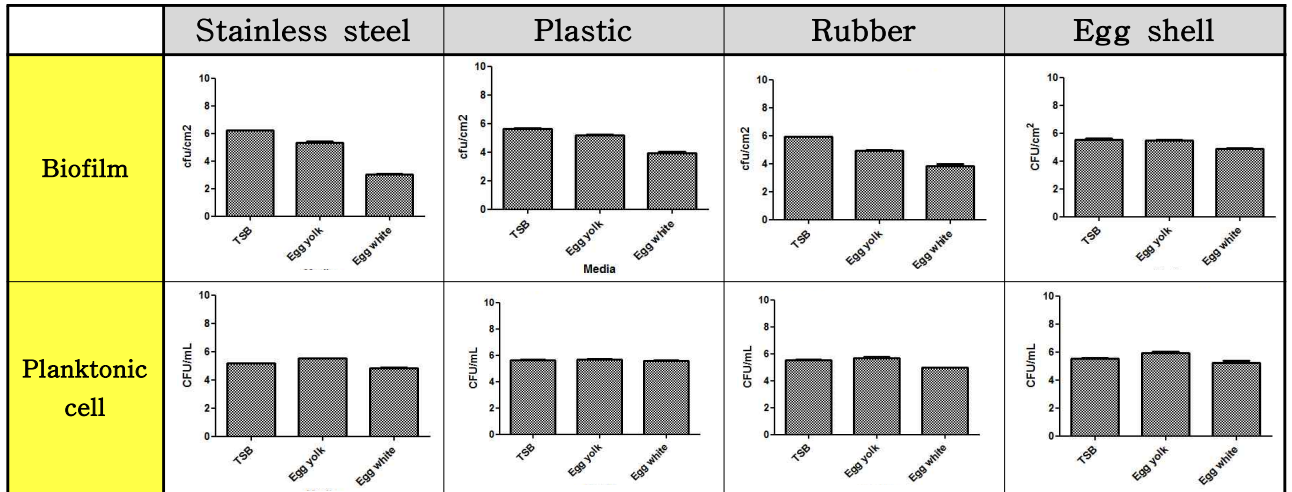 Stainless steel
Plastic
Rubber
Egg shell
Biofilm
cfu/cm2
10
8
6
4
2
0
TSB
Egg yolk
Egg white
cfu/cm2
10
8
6
4
2
0
TSB
Egg yolk
Egg white
Media
cfu/cm2
10
8
6
4
2
0
TSB
Egg yolk
Egg white
CFU/cm²
10
8
6
4
2
0
TSB
Egg yolk
Egg white
Planktonic
cell
CFU/mL
10
8
6
4
2
0
TSB
Egg yolk
Egg white
CFU/mL
10
8
6
4
2
0
TSB
Egg yolk
Egg white
CFU/mL
10
8
6
4
2
0
TSB
Egg yolk
Egg white
CFU/mL
10
8
6
4
2
0
TSB
Egg yolk
Egg white